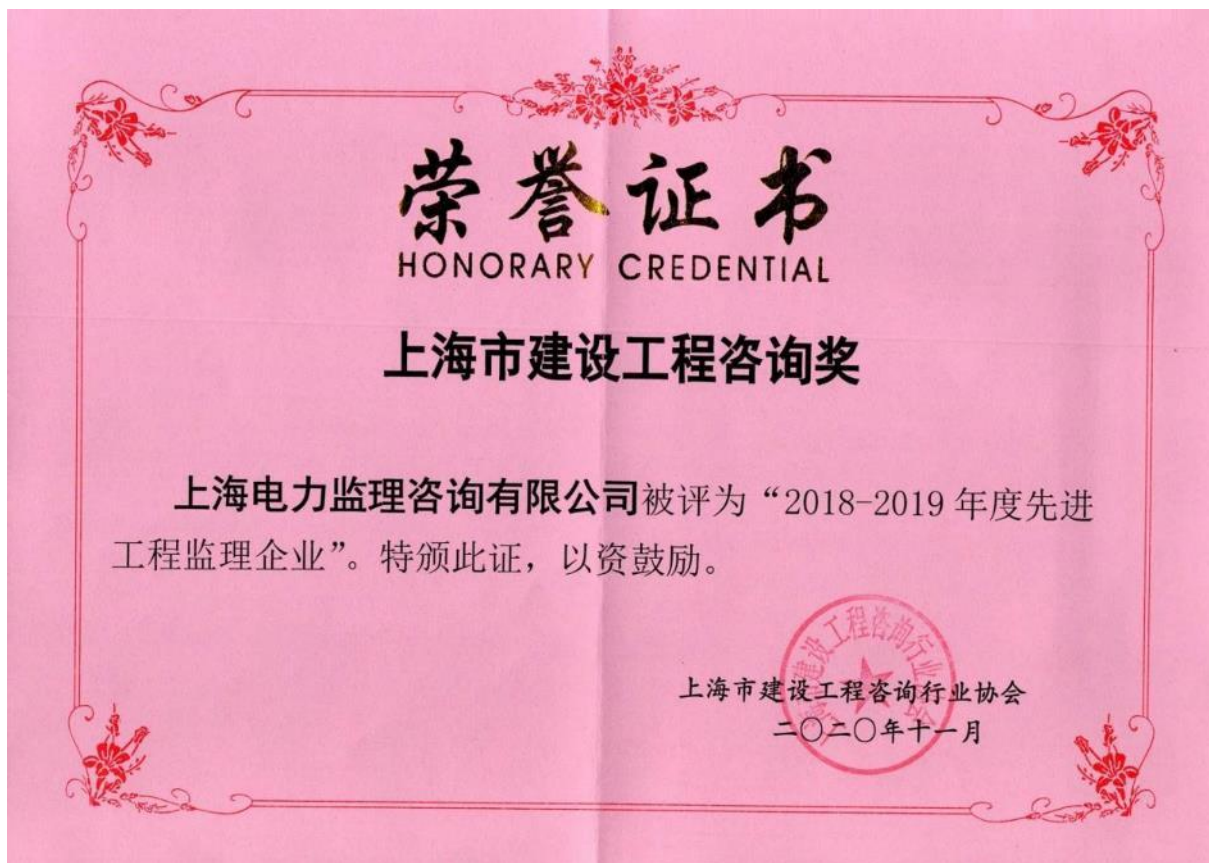 荣誉证书
HONORARY CREDENTIAL
上海市建设工程咨询奖
上海电力监理咨询有限公司被评为“2018-2019年度先进
工程监理企业”。特颁此证，以资鼓励。
上海市建设工程咨询行业协会
二〇二〇年十一月